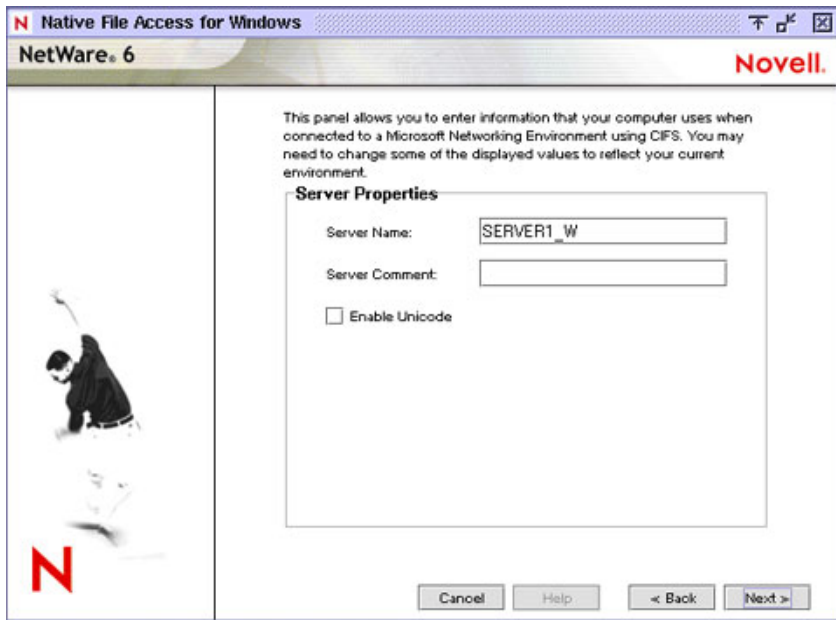 N Native File Access for Windows
NetWare® 6
Novell.
This panel allows you to enter information that your computer uses when
connected to a Microsoft Networking Environment using CIFS. You may
need to change some of the displayed values to reflect your current
environment.
Server Properties
Server Name: SERVER1_W
Server Comment:
Enable Unicode
N
Cancel Help < Back Next >